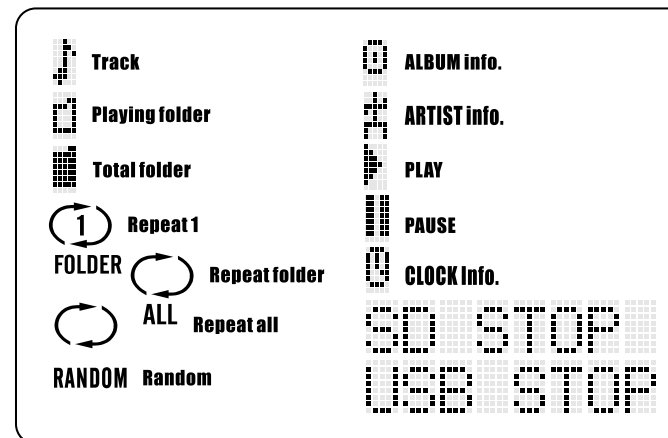 Track
Playing folder
Total folder
1 Repeat 1
FOLDER Repeat folder
ALL Repeat all
RANDOM Random
ALBUM info.
ARTIST info.
PLAY
PAUSE
CLOCK Info.
SD STOP
USB STOP